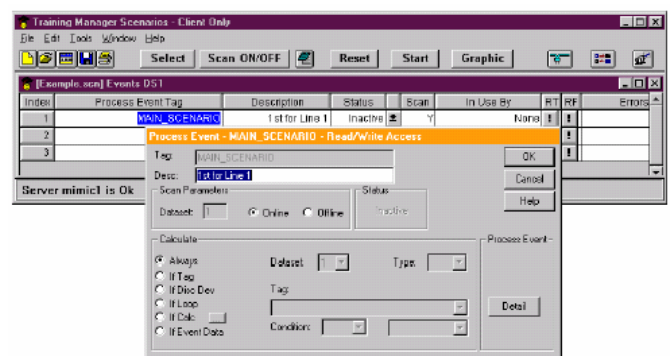 Training Manager Scenarios - Client Only
File Edit Tools Window Help
Select Scan ON/OFF Reset Start Graphic
[Example.scn] Events DS1
Index Process Event Tag Description Status Scan In Use By RT RF Errors
1 MAIN_SCENARIO 1st for Line 1 Inactive Y None ! !
2 !
3 !
Process Event - MAIN_SCENARIO - Read/Write Access
Tag: MAIN_SCENARIO OK
Desc: 1st for Line 1 Cancel
Server mimic1 is Ok
Scan Parameters Status Help
Dataset: 1 Online Offline Inactive
Calculate Process Event
Always Dataset: 1 Type:
If Tag
If Disc Dev Tag:
If Loop Detail
If Calc Condition:
If Event Data